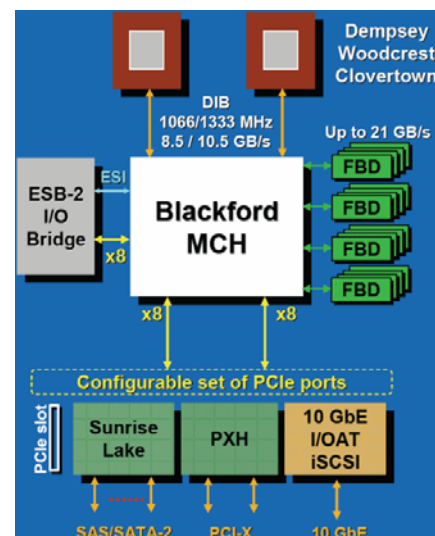 Dempsey
Woodcrest
Clovertown
DIB
1066/1333 MHz
8.5 / 10.5 GB/s
Up to 21 GB/s
ESB-2
I/O
Bridge
ESI
x8
Blackford
MCH
FBD
FBD
FBD
FBD
x8
x8
Configurable set of PCIe ports
PCIe slot
Sunrise
Lake
PXH
10 GbE
I/OAT
iSCSI
SAS/SATA-2
PCI-X
10 GbE